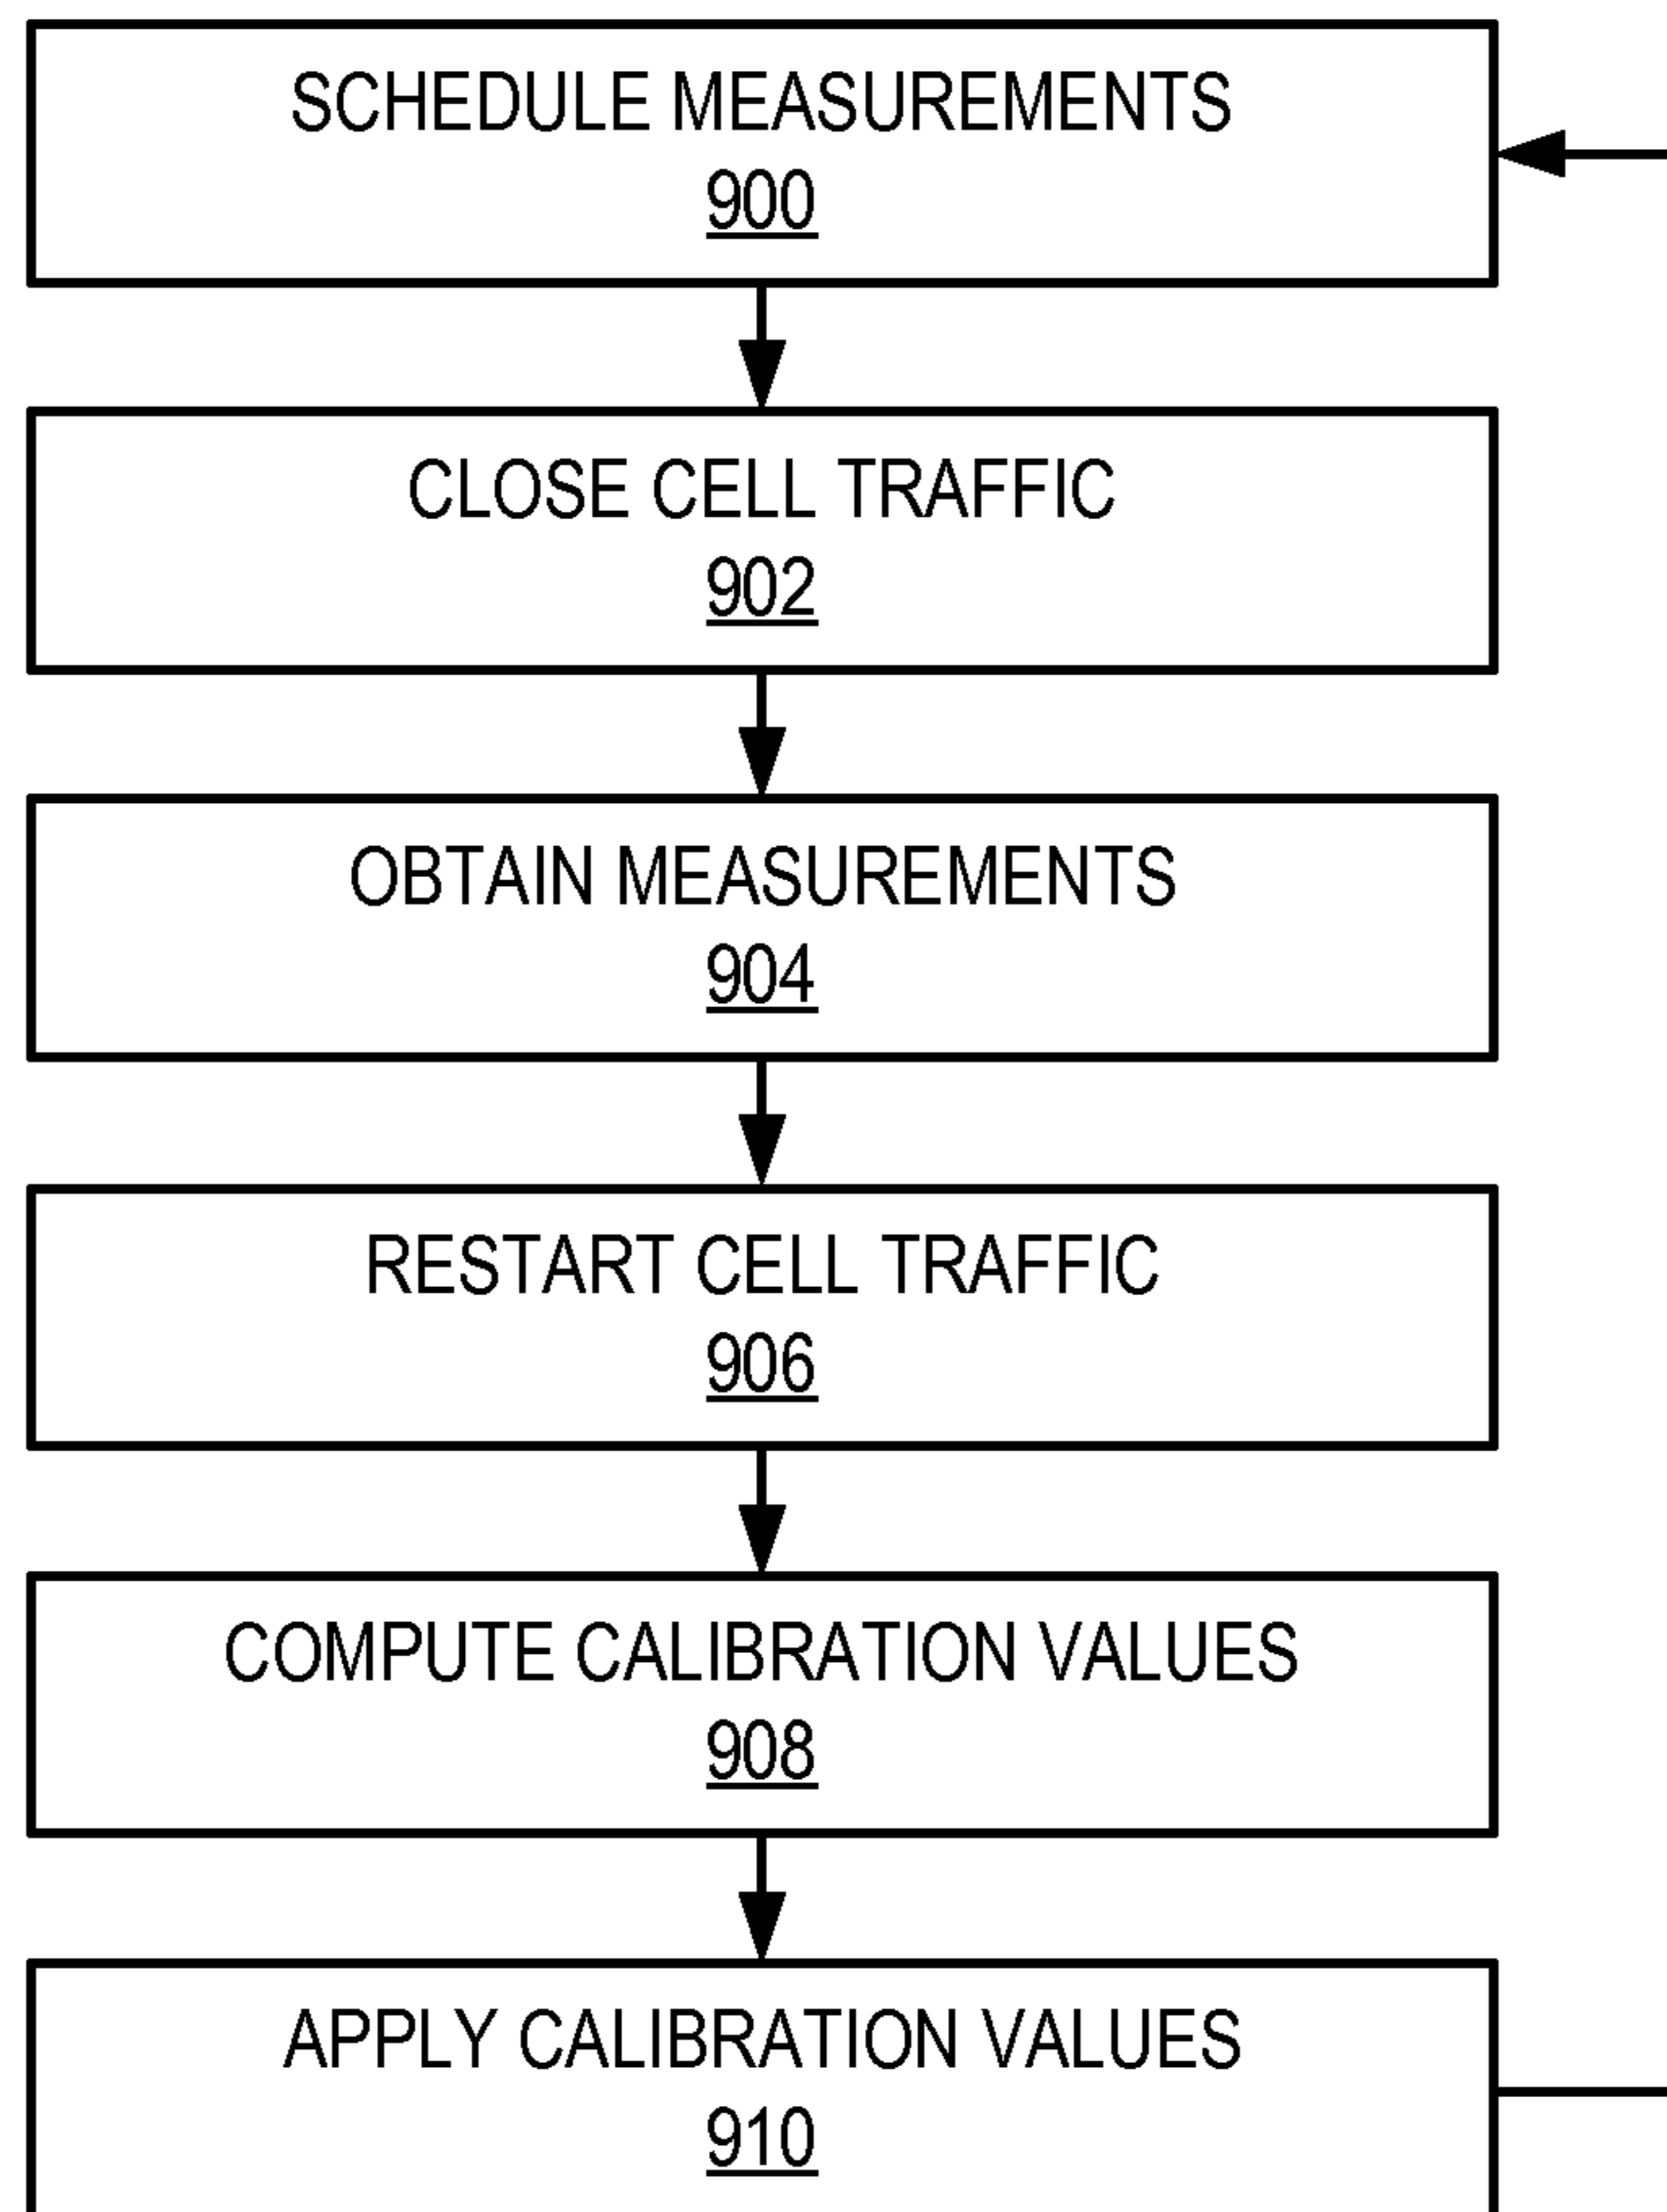 SCHEDULE MEASUREMENTS
900
CLOSE CELL TRAFFIC
902
OBTAIN MEASUREMENTS
904
RESTART CELL TRAFFIC
906
COMPUTE CALIBRATION VALUES
908
APPLY CALIBRATION VALUES
910